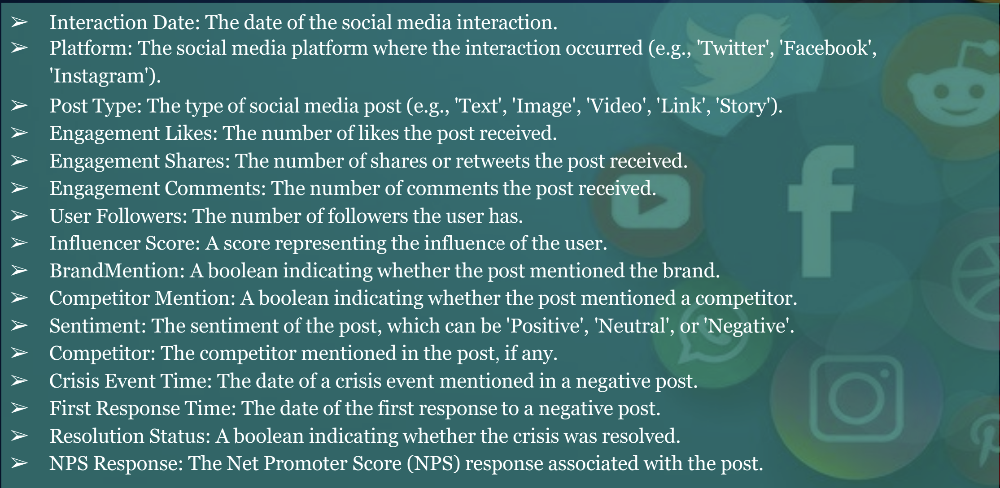 ➢ Interaction Date: The date of the social media interaction.
➢ Platform: The social media platform where the interaction occurred (e.g., 'Twitter', 'Facebook',
'Instagram').
➢ Post Type: The type of social media post (e.g., 'Text', 'Image', 'Video', 'Link', 'Story').
➢ Engagement Likes: The number of likes the post received.
➢ Engagement Shares: The number of shares or retweets the post received.
➢ Engagement Comments: The number of comments the post received.
➢ User Followers: The number of followers the user has.
➢ Influencer Score: A score representing the influence of the user.
➢ BrandMention: A boolean indicating whether the post mentioned the brand.
➢ Competitor Mention: A boolean indicating whether the post mentioned a competitor.
➢ Sentiment: The sentiment of the post, which can be 'Positive', 'Neutral', or 'Negative'.
➢ Competitor: The competitor mentioned in the post, if any.
➢ Crisis Event Time: The date of a crisis event mentioned in a negative post.
➢ First Response Time: The date of the first response to a negative post.
➢ Resolution Status: A boolean indicating whether the crisis was resolved.
➢ NPS Response: The Net Promoter Score (NPS) response associated with the post.